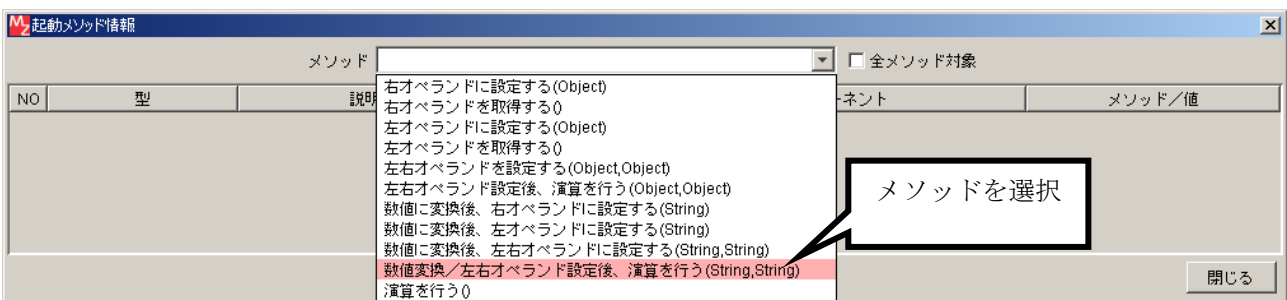 MZ 起動メソッド情報
メソッド
全メソッド対象
NO 型 説明 ーネント メソッド／値
右オペランドに設定する(Object)
右オペランドを取得する()
左オペランドに設定する(Object)
左オペランドを取得する()
左右オペランドを設定する(Object,Object)
左右オペランド設定後、演算を行う(Object,Object)
数値に変換後、右オペランドに設定する(String)
数値に変換後、左オペランドに設定する(String)
数値に変換後、左右オペランドに設定する(String,String)
数値変換／左右オペランド設定後、演算を行う(String,String)
演算を行う()
メソッドを選択
閉じる